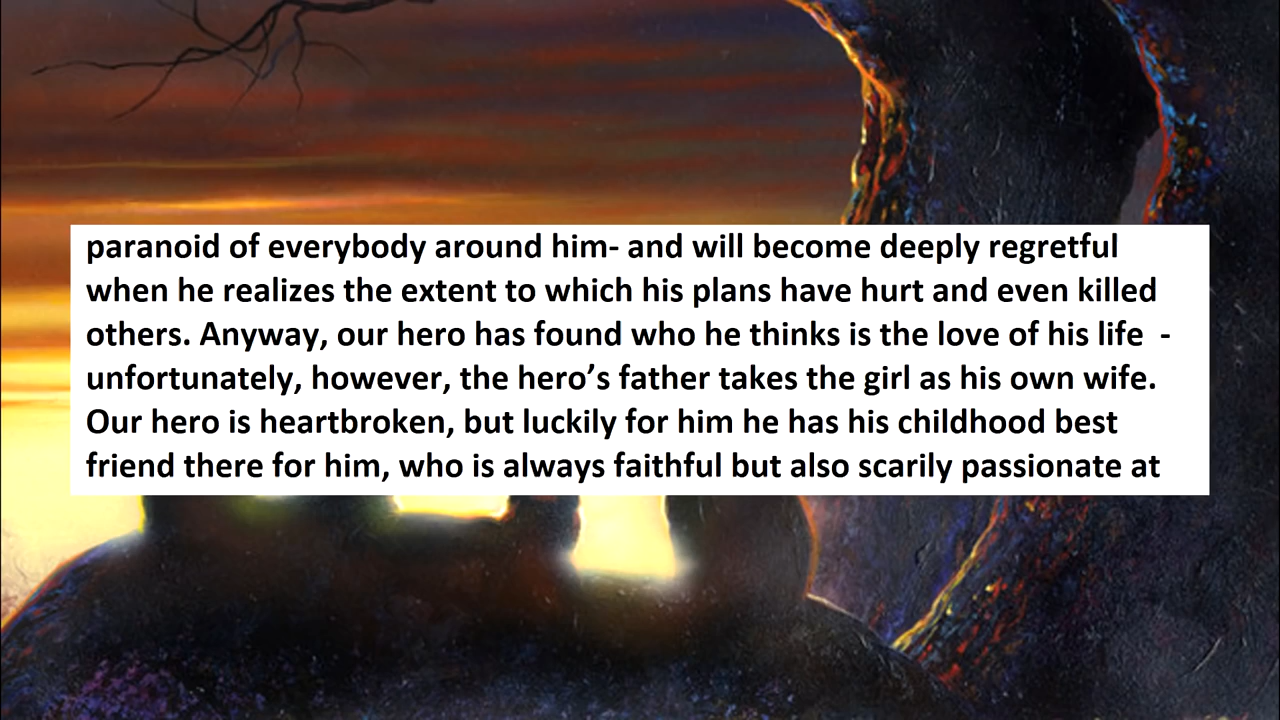 paranoid of everybody around him- and will become deeply regretful
when he realizes the extent to which his plans have hurt and even killed
others. Anyway, our hero has found who he thinks is the love of his life  -
unfortunately, however, the hero’s father takes the girl as his own wife.
Our hero is heartbroken, but luckily for him he has his childhood best
friend there for him, who is always faithful but also scarily passionate at